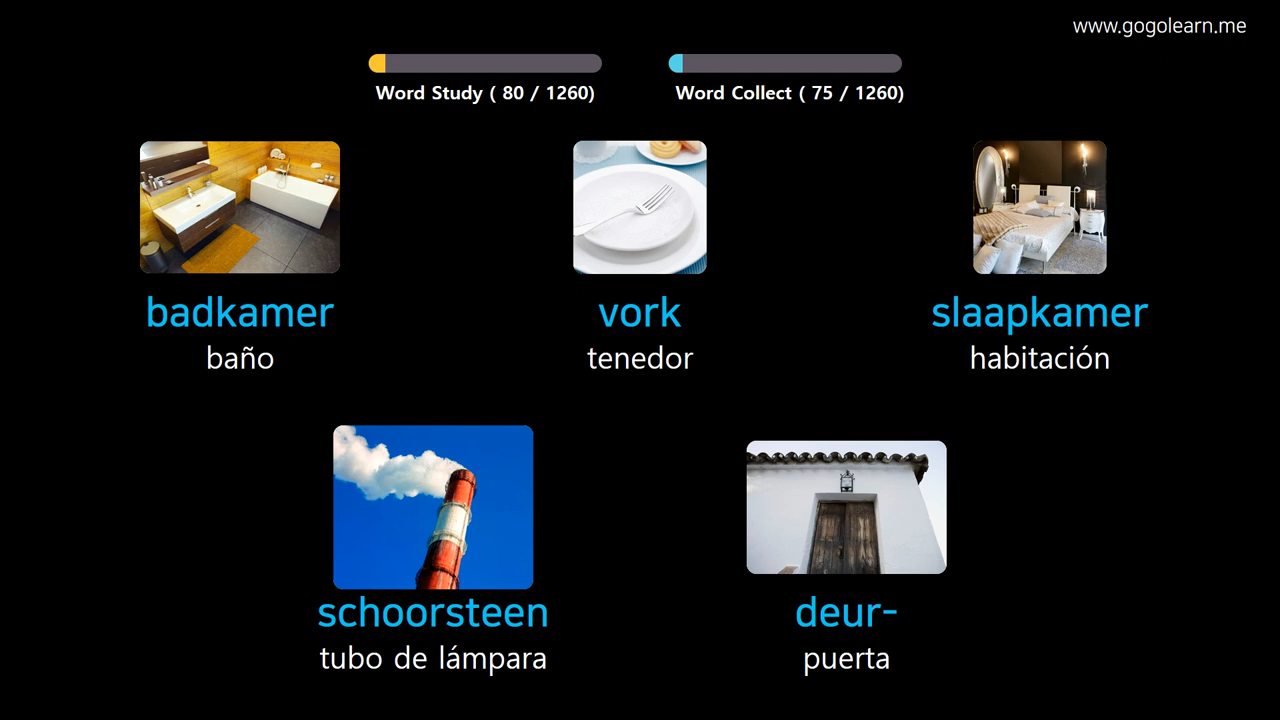 www.gogolearn.me
Word Study ( 80 / 1260)
Word Collect ( 75 / 1260)
badkamer
baño
vork
tenedor
slaapkamer
habitación
schoorsteen
tubo de lámpara
deur-
puerta